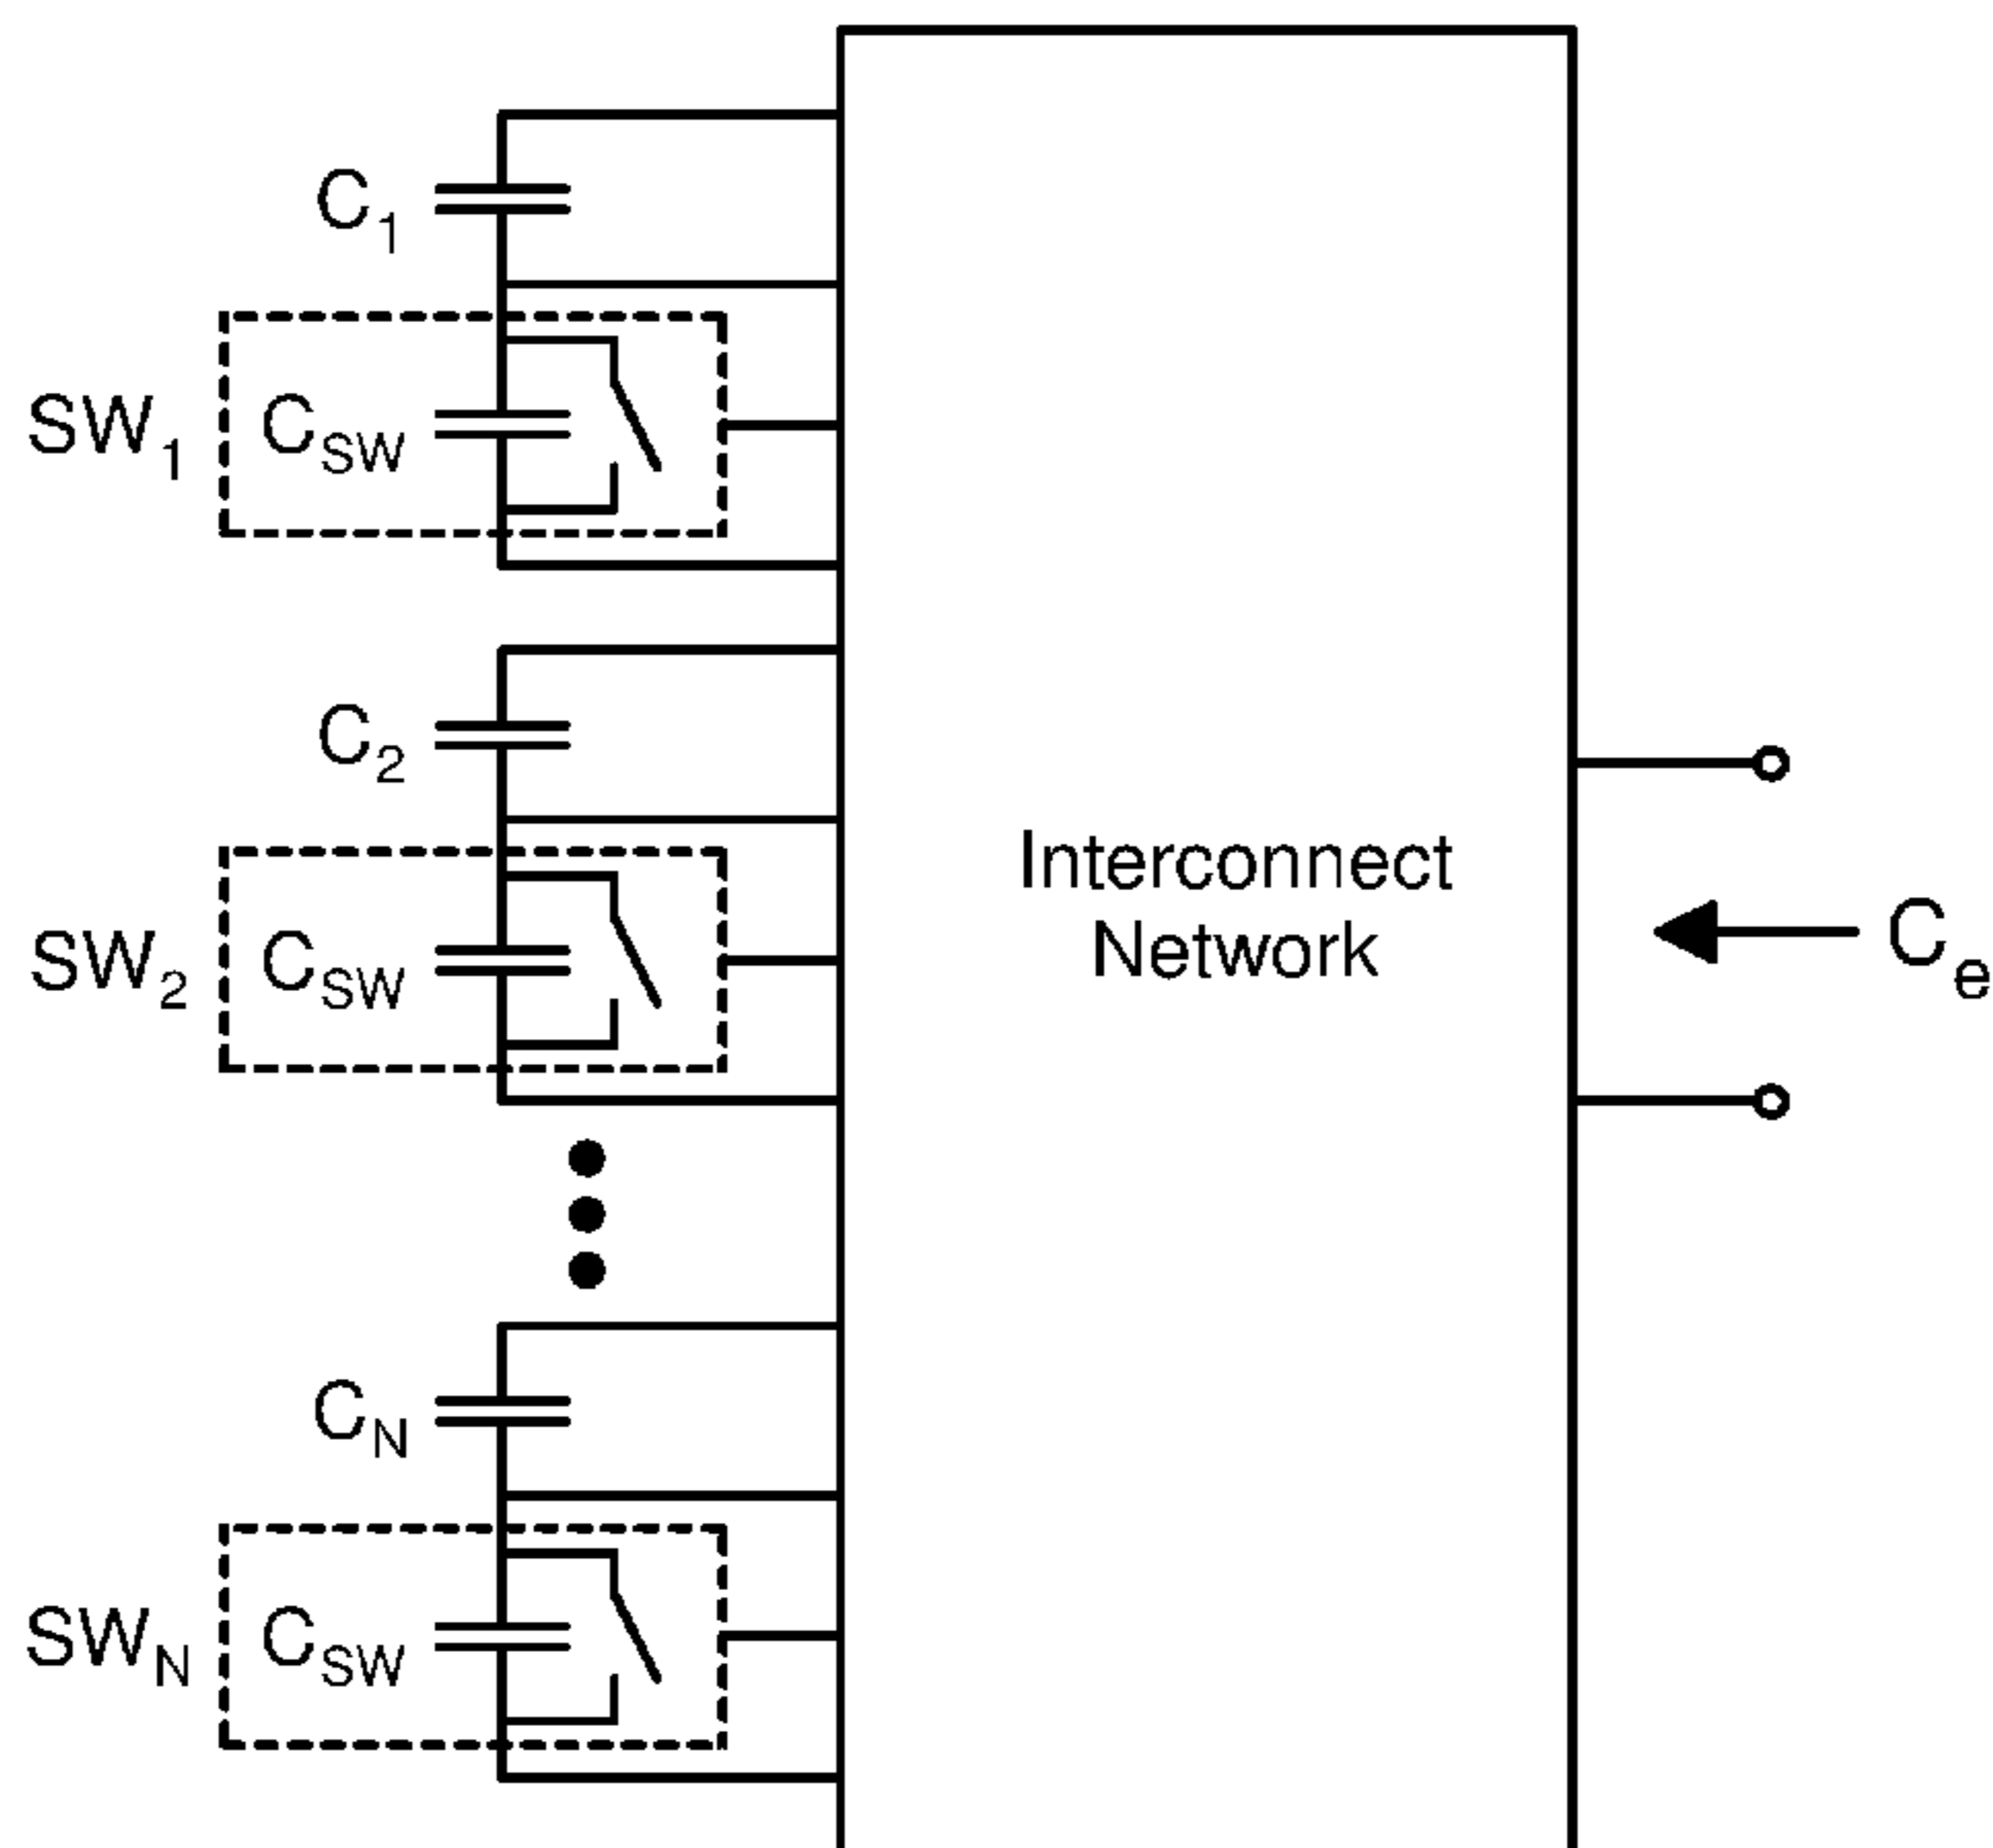 C1
SW1
CSW
C2
SW2
CSW
Interconnect
Network
Ce
CN
SWN
CSW